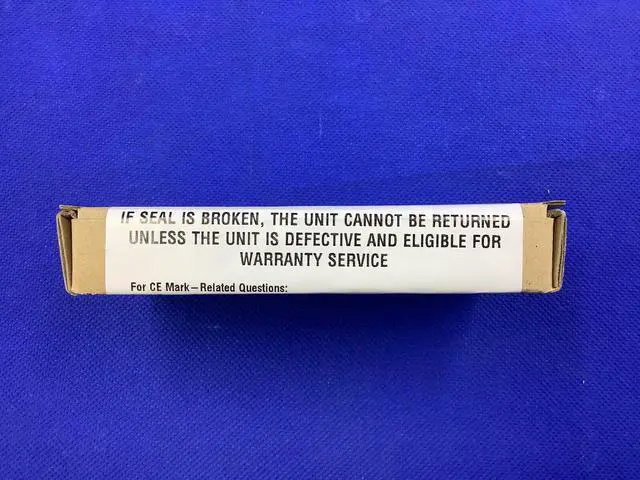 IF SEAL IS BROKEN, THE UNIT CANNOT BE RETURNED
UNLESS THE UNIT IS DEFECTIVE AND ELIGIBLE FOR
WARRANTY SERVICE
For CE Mark—Related Questions: